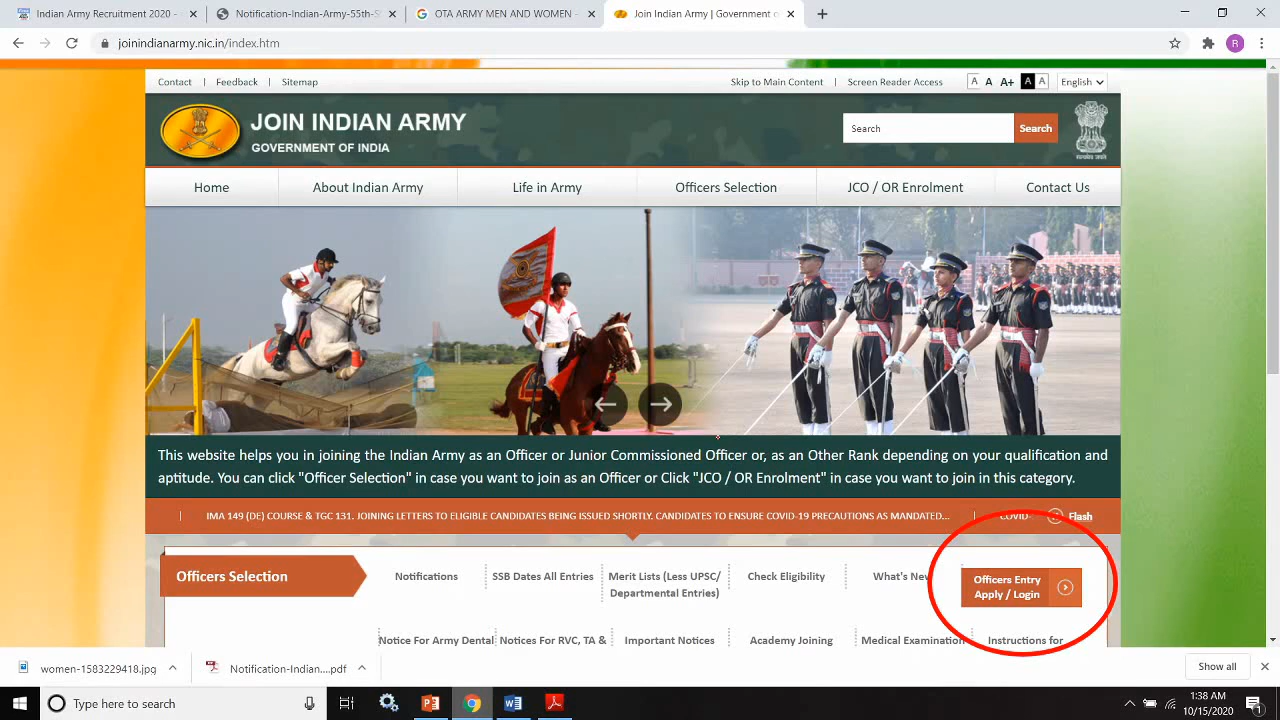 Indian Army Recruitment 2020 -
Notification-Indian-Army-55th-S
OTA ARMY MEN AND WOMEN -
Join Indian Army | Government o
joinindianarmy.nic.in/index.htm
R
Contact | Feedback | Sitemap
Skip to Main Content | Screen Reader Access
A A A+ A A
English
JOIN INDIAN ARMY
GOVERNMENT OF INDIA
Search
Search
Home
About Indian Army
Life in Army
Officers Selection
JCO / OR Enrolment
Contact Us
This website helps you in joining the Indian Army as an Officer or Junior Commissioned Officer or, as an Other Rank depending on your qualification and
aptitude. You can click "Officer Selection" in case you want to join as an Officer or Click "JCO / OR Enrolment" in case you want to join in this category.
| IMA 149 (DE) COURSE & TGC 131. JOINING LETTERS TO ELIGIBLE CANDIDATES BEING ISSUED SHORTLY. CANDIDATES TO ENSURE COVID-19 PRECAUTIONS AS MANDATED... | COVID-
Flash
Officers Selection
Notifications
SSB Dates All Entries
Merit Lists (Less UPSC/
Departmental Entries)
Check Eligibility
What's New
Officers Entry
Apply / Login
Notice For Army Dental
Notices For RVC, TA &
Important Notices
Academy Joining
Medical Examination
Instructions for
women-1583229418.jpg
Notification-Indian....pdf
Show all
Type here to search
1:38 AM
10/15/2020
1